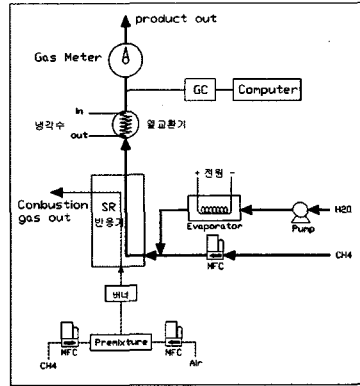 product out
Gas Meter
GC
Computer
In
냉각수
열교환기
out
+ 전원 -
SR
반응기
Combustion
gas out
Evaporator
H2O
Pump
MFC
CH4
버너
MFC
Premixture
MFC
CH4
Air